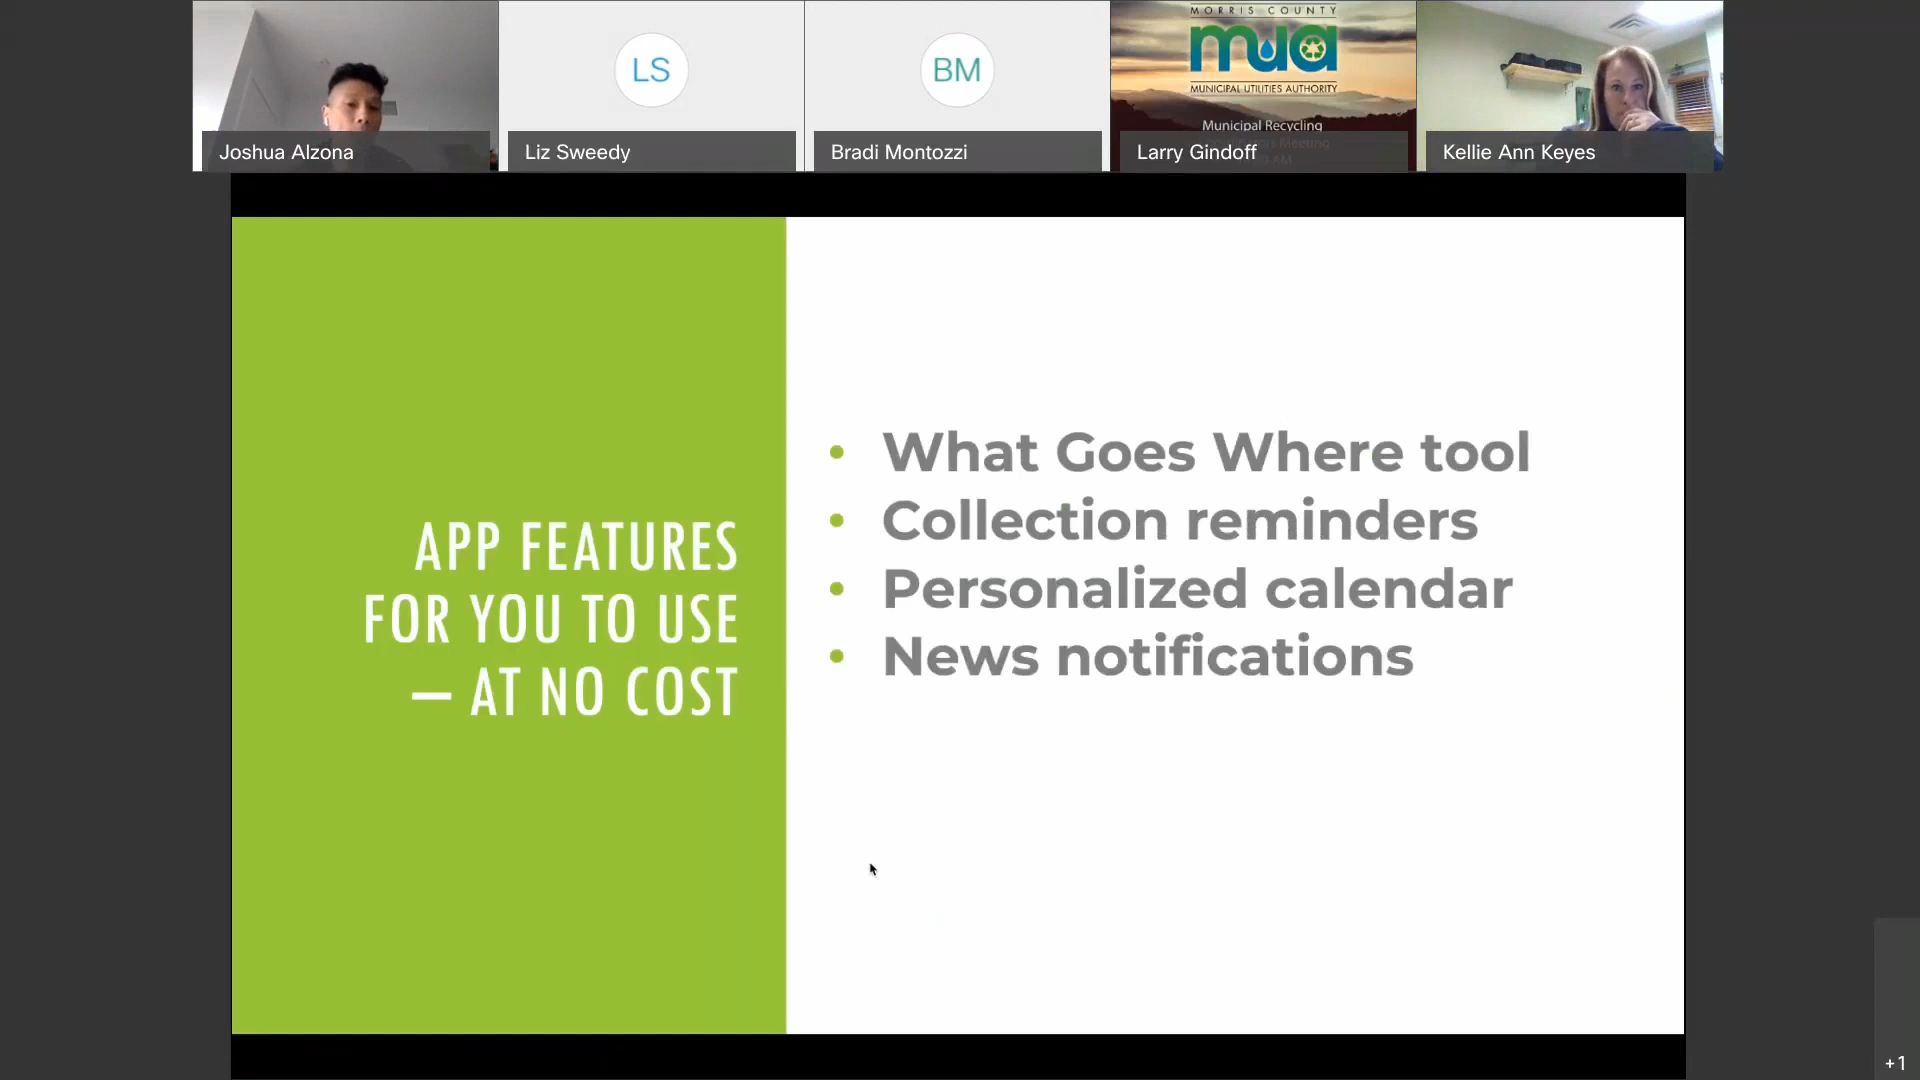 MORRIS COUNTY
mua
MUNICIPAL UTILITIES AUTHORITY
Municipal Recycling
LS
BM
Joshua Alzona
Liz Sweedy
Bradi Montozzi
Larry Gindoff
Kellie Ann Keyes
APP FEATURES
FOR YOU TO USE
– AT NO COST
• What Goes Where tool
• Collection reminders
• Personalized calendar
• News notifications
+1